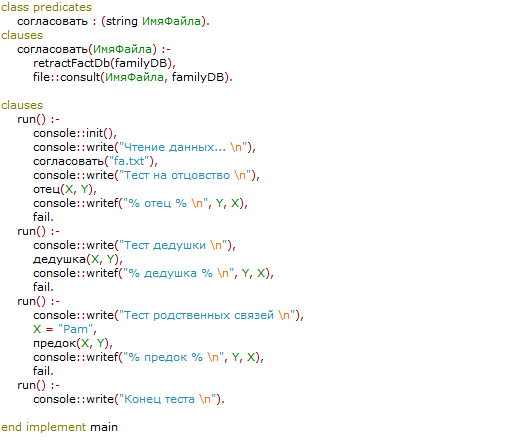 class predicates
согласовать : (string ИмяФайла).
clauses
согласовать(ИмяФайла) :-
retractFactDb(familyDB),
file::consult(ИмяФайла, familyDB).
clauses
run() :-
console::init(),
console::write("Чтение данных... \n"),
согласовать("fa.txt"),
console::write("Тест на отцовство \n"),
отец(X, Y),
console::writef("% отец % \n", Y, X),
fail.
run() :-
console::write("Тест дедушки \n"),
дедушка(X, Y),
console::writef("% дедушка % \n", Y, X),
fail.
run() :-
console::write("Тест родственных связей \n"),
X = "Pam",
предок(X, Y),
console::writef("% предок % \n", Y, X),
fail.
run() :-
console::write("Конец теста \n").
end implement main